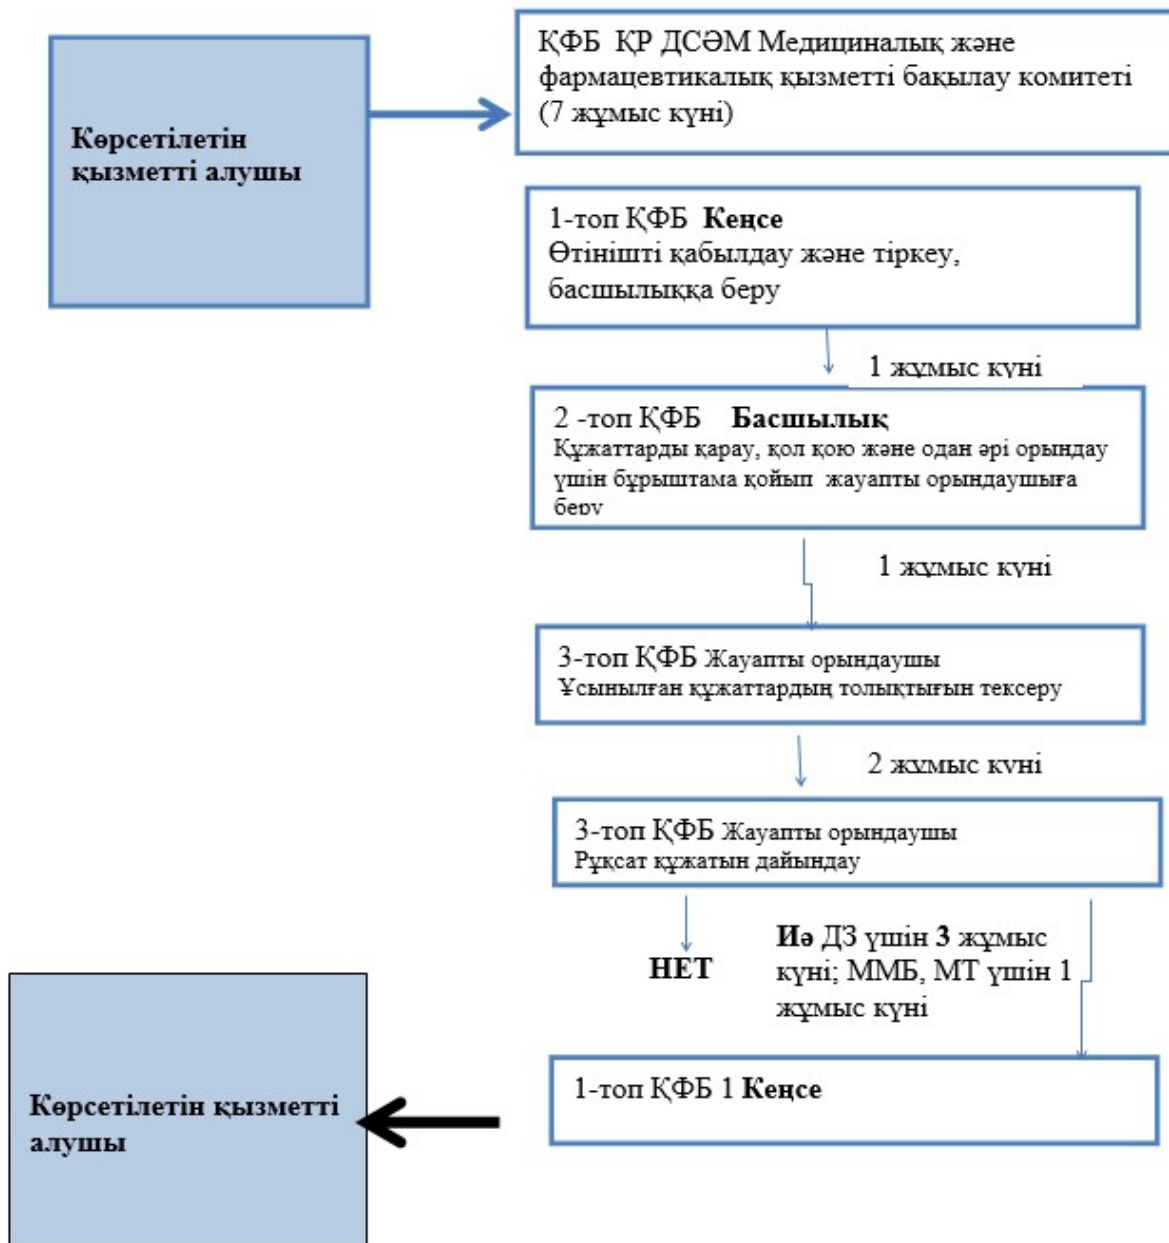 Көрсетілетін
қызметті алушы
ҚФБ ҚР ДСӘМ Медициналық және
фармацевтикалық қызметті бақылау комитеті
(7 жұмыс күні)
1-топ ҚФБ Кеңсе
Өтінішті қабылдау және тіркеу,
басшылыққа беру
1 жұмыс күні
2 -топ ҚФБ Басшылық
Құжаттарды қарау, қол қою және одан әрі орындау
үшін бұрыштама қойып жауапты орындаушыға
беру
1 жұмыс күні
3-топ ҚФБ Жауапты орындаушы
Ұсынылған құжаттардың толықтығын тексеру
2 жұмыс күні
3-топ ҚФБ Жауапты орындаушы
Рұқсат құжатын дайындау
НЕТ
Иә ДЗ үшін 3 жұмыс
күні; ММБ, МТ үшін 1
жұмыс күні
1-топ ҚФБ 1 Кеңсе
Көрсетілетін қызметті
алушы